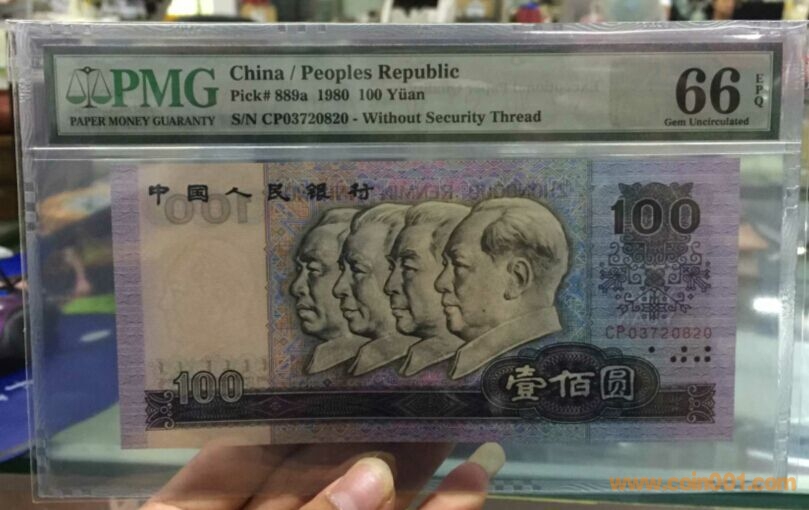 PMG
PAPER MONEY GUARANTY
China / Peoples Republic
Pick# 889a 1980 100 Yüan
S/N CP03720820 - Without Security Thread
66 EPQ
Gem Uncirculated
中国人民银行
100
CP03720820
100
壹佰圆
www.coin001.com